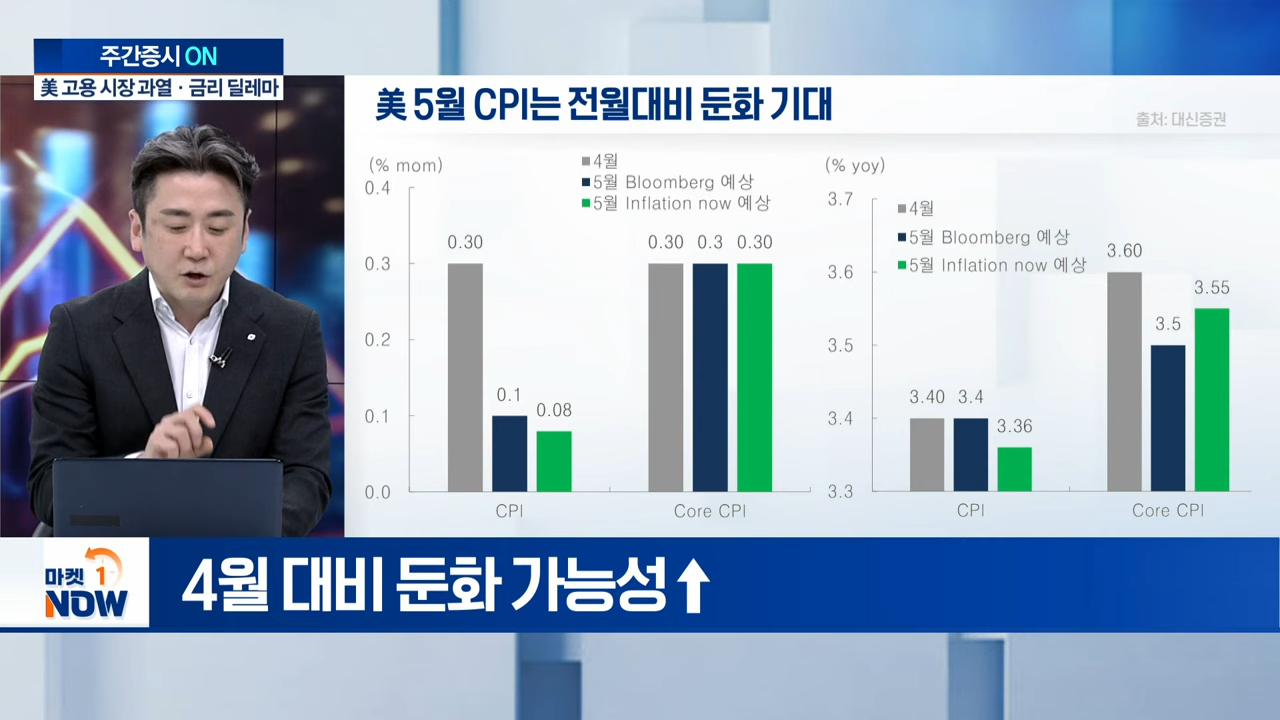 주간증시 ON
美 고용 시장 과열 · 금리 딜레마
美 5월 CPI는 전월대비 둔화 기대
출처: 대신증권
(% mom)
4월
5월 Bloomberg 예상
5월 Inflation now 예상
0.4
0.3
0.2
0.1
0.0
0.30
0.1
0.08
0.30
0.3
0.30
CPI
Core CPI
(% yoy)
4월
5월 Bloomberg 예상
5월 Inflation now 예상
3.7
3.6
3.5
3.4
3.3
3.40
3.4
3.36
3.60
3.5
3.55
CPI
Core CPI
마켓 1
NOW
4월 대비 둔화 가능성↑